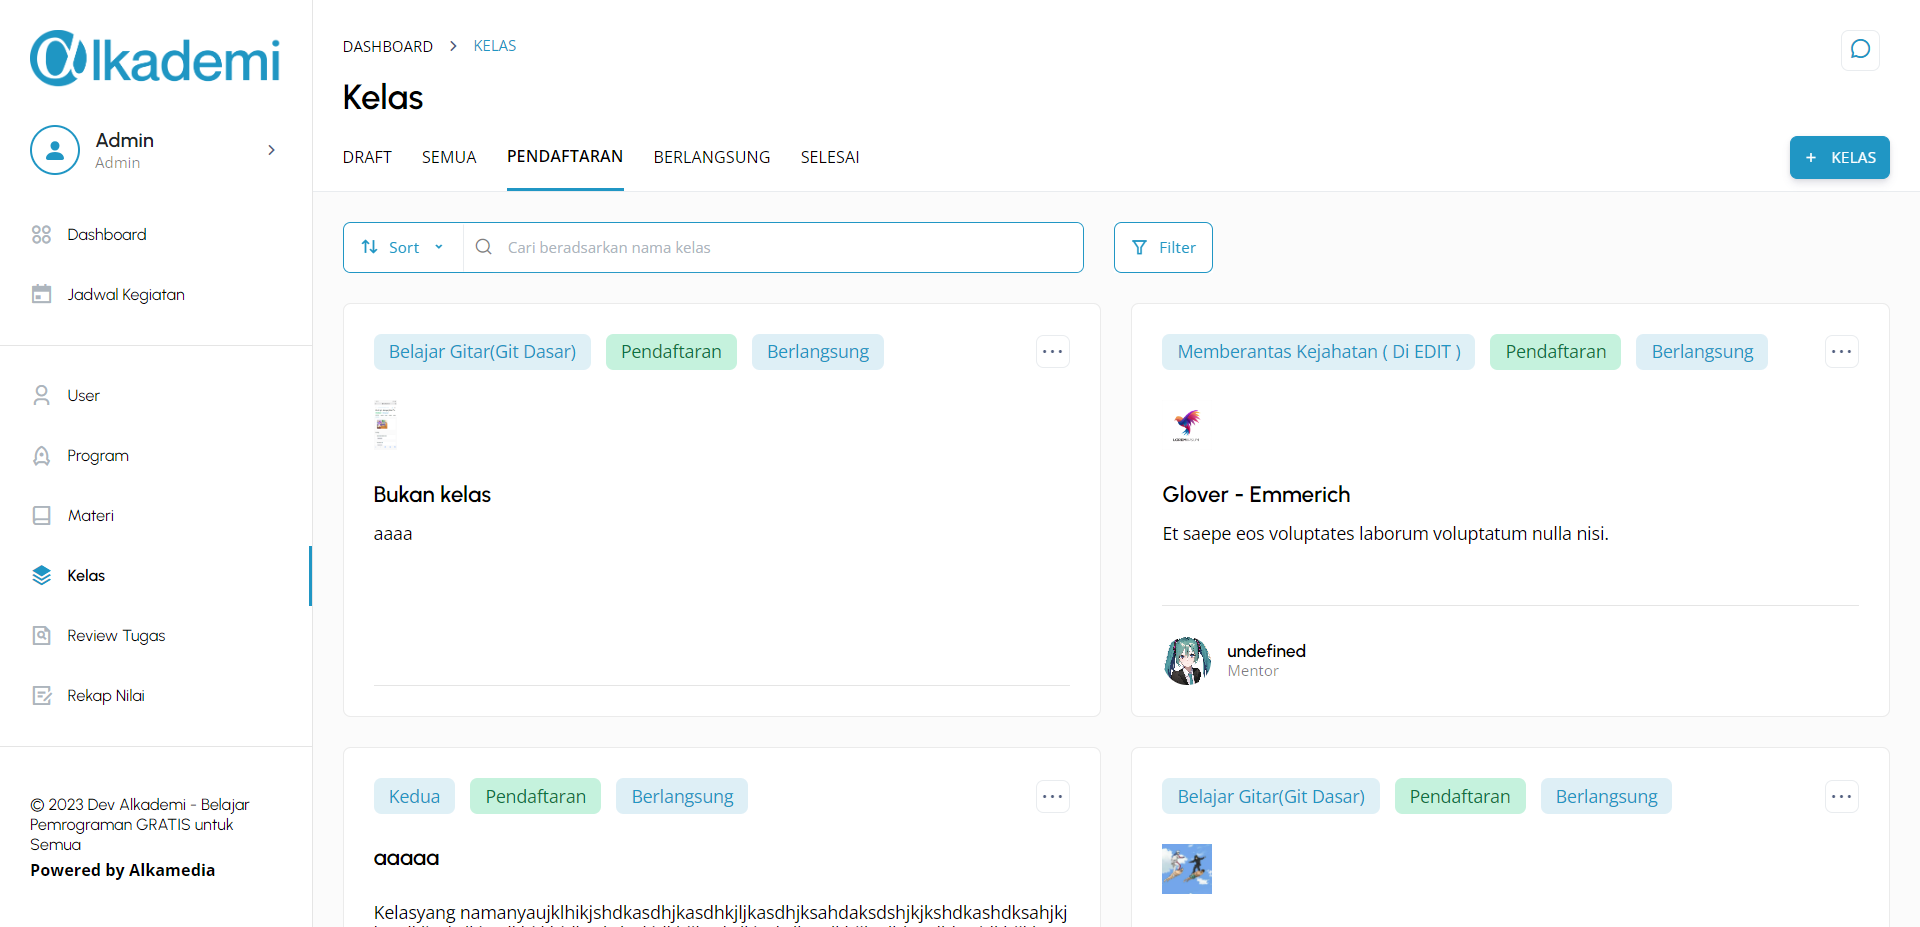 @lkademi
Admin
Admin
Dashboard
Jadwal Kegiatan
User
Program
Materi
Kelas
Review Tugas
Rekap Nilai
© 2023 Dev Alkademi - Belajar
Pemrograman GRATIS untuk
Semua
Powered by Alkamedia
DASHBOARD > KELAS
Kelas
DRAFT SEMUA PENDAFTARAN BERLANGSUNG SELESAI
+ KELAS
Sort Cari beradsarkan nama kelas Filter
Belajar Gitar(Git Dasar) Pendaftaran Berlangsung
Bukan kelas
aaaa
Memberantas Kejahatan ( Di EDIT ) Pendaftaran Berlangsung
Glover - Emmerich
Et saepe eos voluptates laborum voluptatum nulla nisi.
undefined
Mentor
Kedua Pendaftaran Berlangsung
aaaaa
Kelasyang namanyaujklhikjshdkasdhjkasdhkjljkasdhjksahdaksdshjkjkshdkashdksahjkj
Belajar Gitar(Git Dasar) Pendaftaran Berlangsung